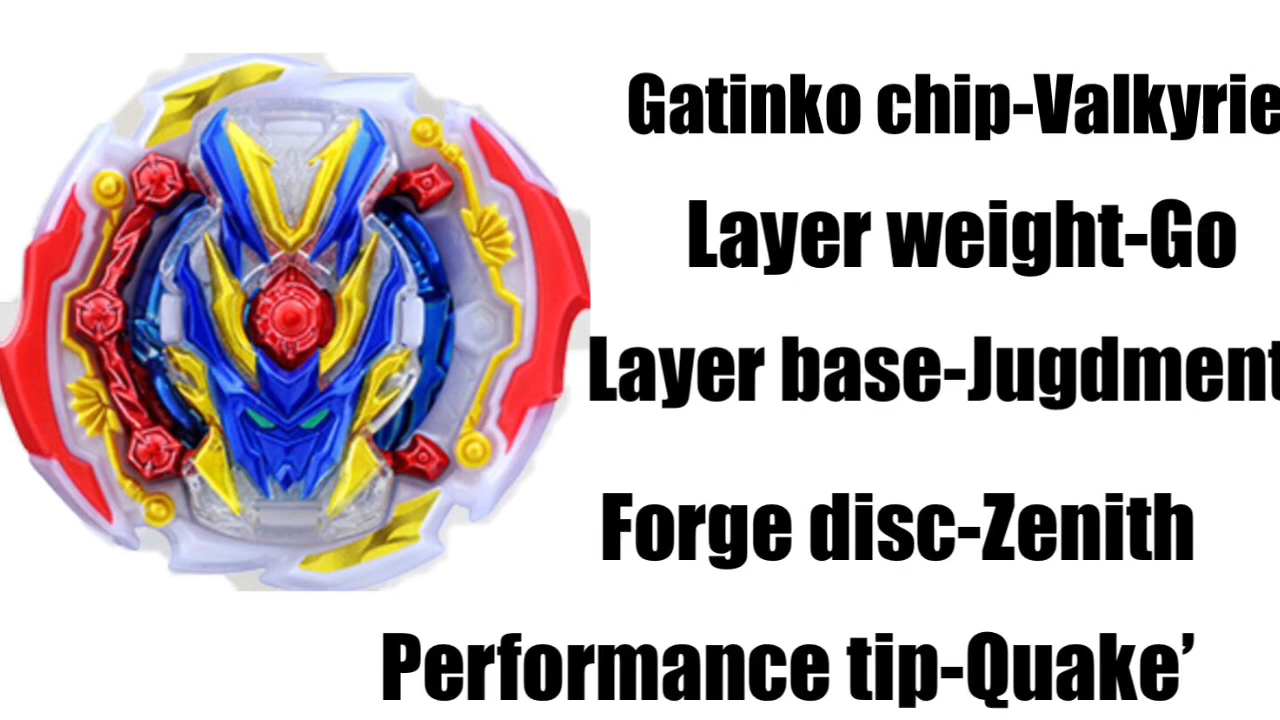 Gatinko chip-Valkyrie
Layer weight-Go
Layer base-Jugdment
Forge disc-Zenith
Performance tip-Quake’